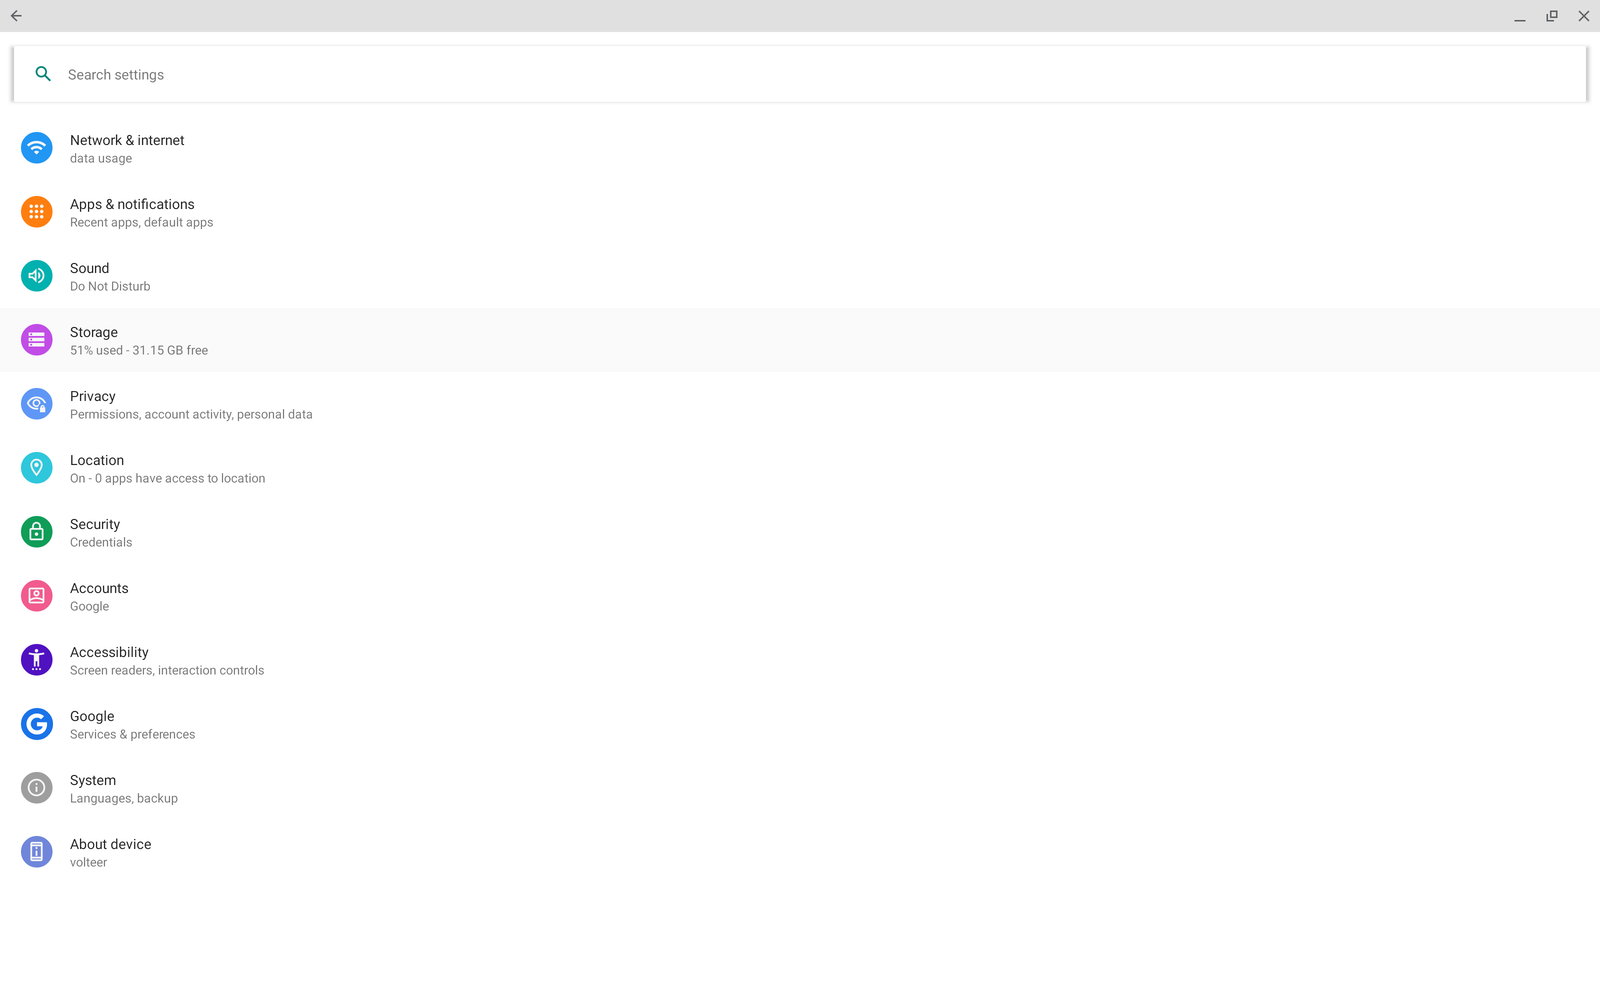 Search settings
Network & internet
data usage
Apps & notifications
Recent apps, default apps
Sound
Do Not Disturb
Storage
51% used - 31.15 GB free
Privacy
Permissions, account activity, personal data
Location
On - 0 apps have access to location
Security
Credentials
Accounts
Google
Accessibility
Screen readers, interaction controls
Google
Services & preferences
System
Languages, backup
About device
volteer